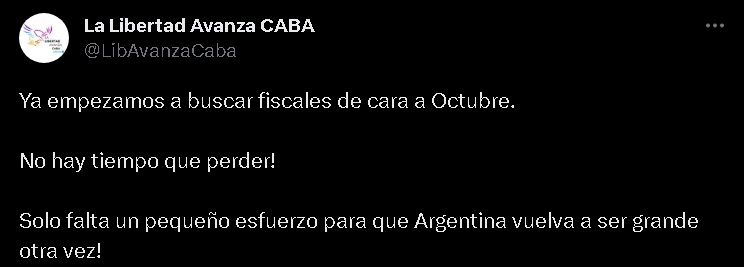 La Libertad Avanza CABA
@LibAvanzaCaba
Ya empezamos a buscar fiscales de cara a Octubre.
No hay tiempo que perder!
Solo falta un pequeño esfuerzo para que Argentina vuelva a ser grande
otra vez!